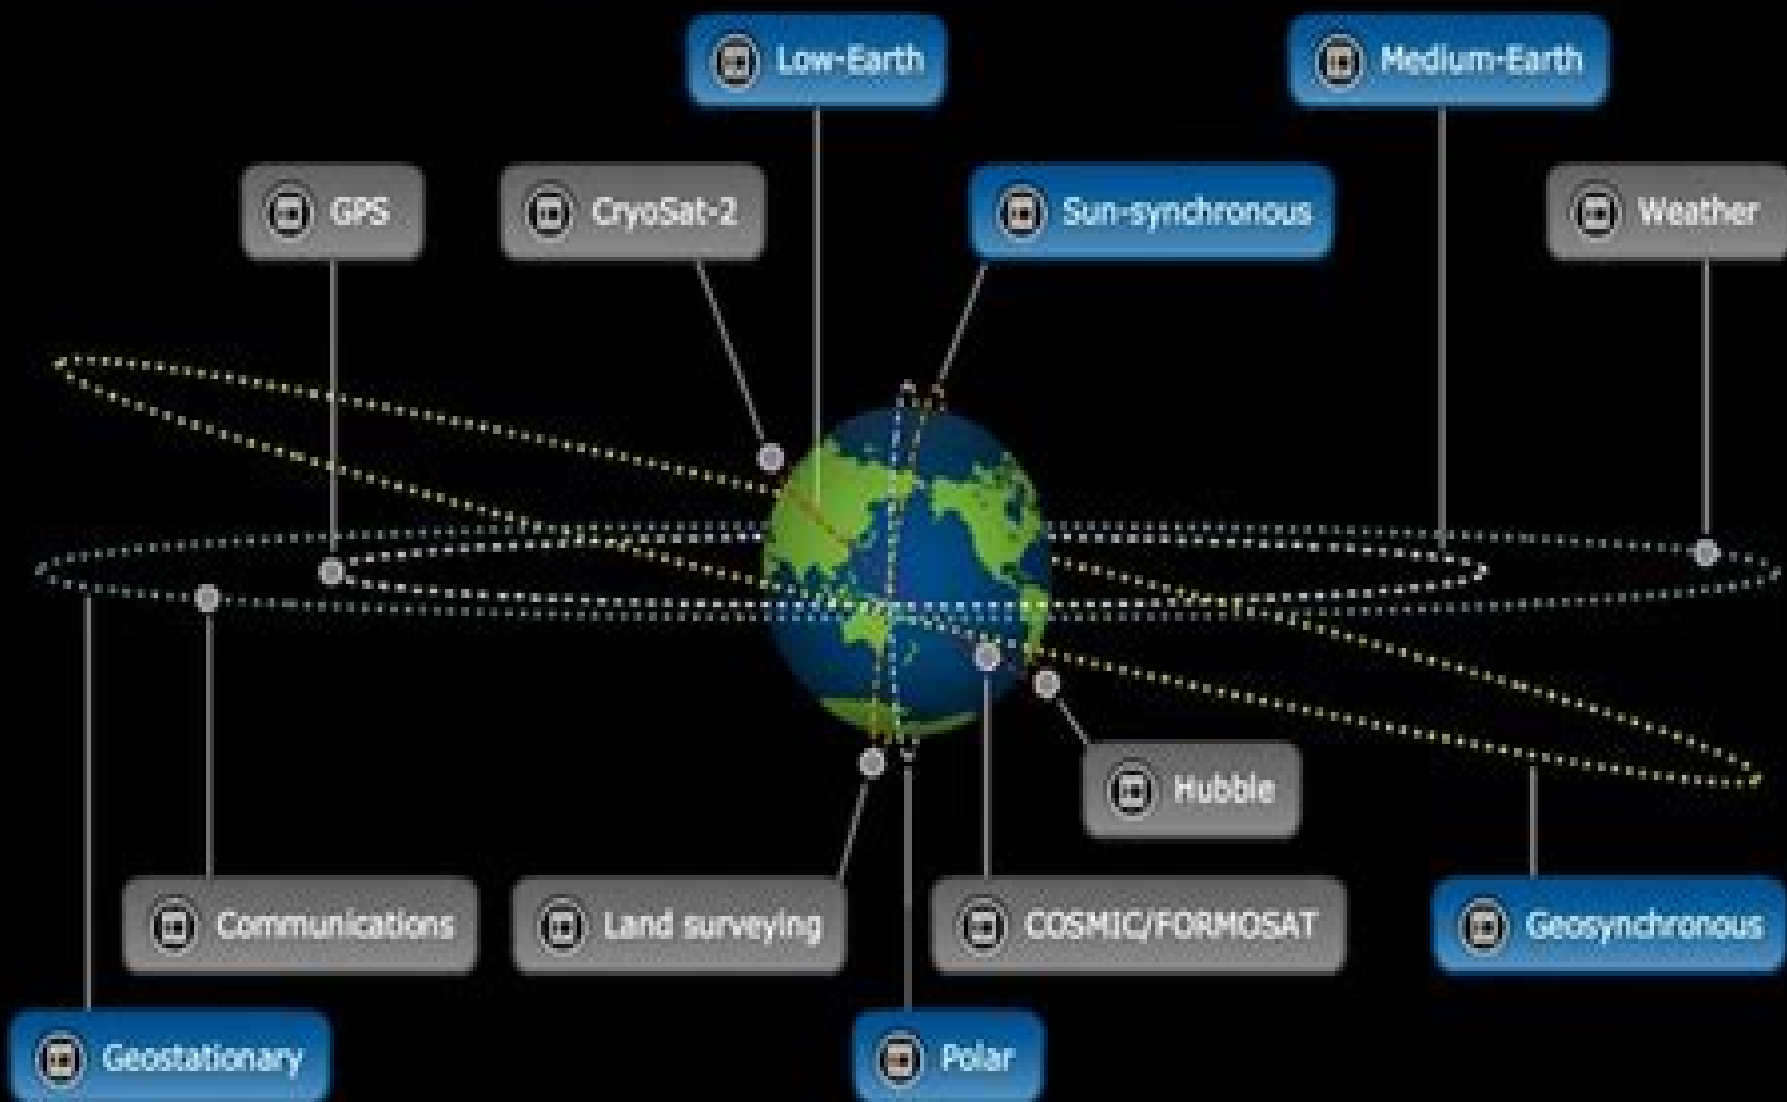 Low-Earth
Medium-Earth
GPS
CryoSat-2
Sun-synchronous
Weather
Hubble
Communications
Land surveying
COSMIC/FORMOSAT
Geosynchronous
Geostationary
Polar